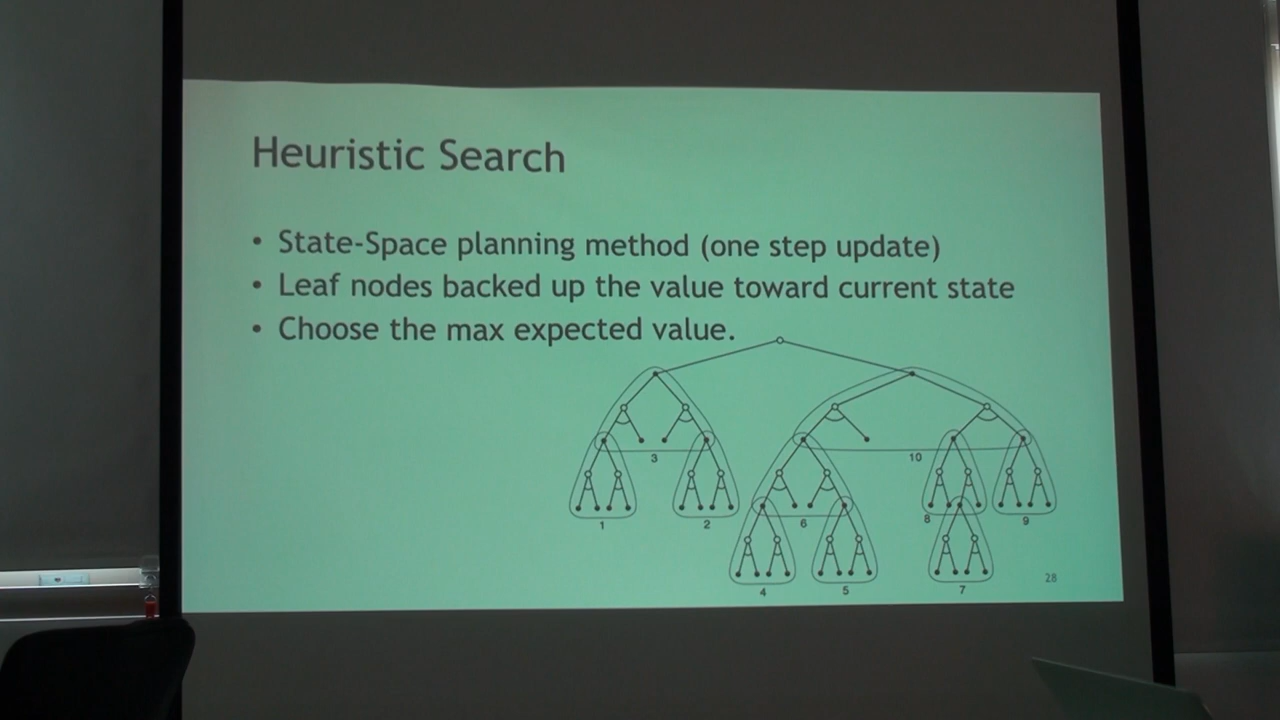 Heuristic Search
• State-Space planning method (one step update)
• Leaf nodes backed up the value toward current state
• Choose the max expected value.
3
10
1
2
6
8
9
4
5
7
28